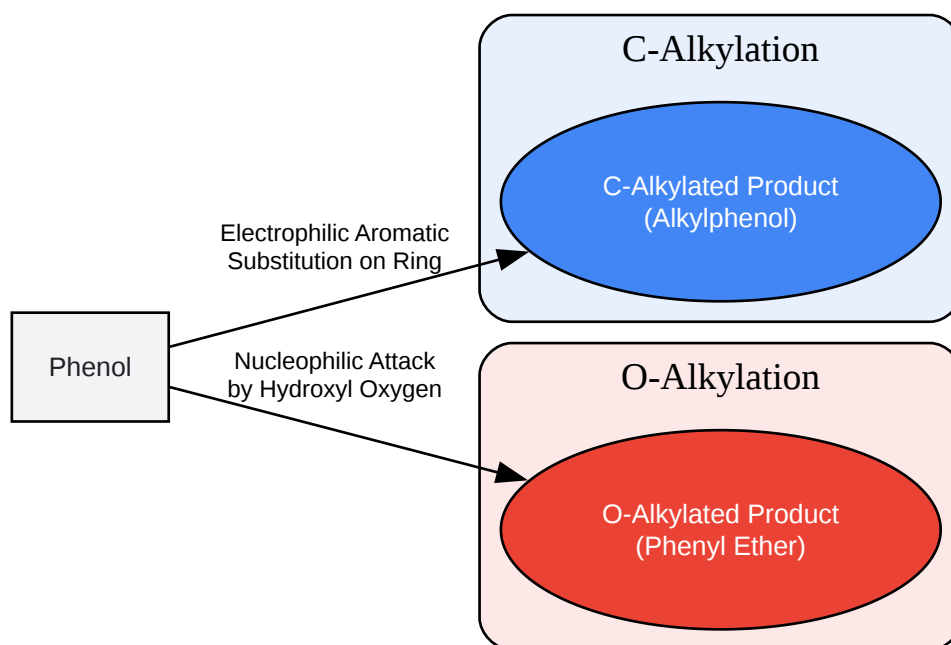 C-Alkylation
C-Alkylated Product
(Alkylphenol)
Electrophilic Aromatic
Substitution on Ring
Phenol
Nucleophilic Attack
by Hydroxyl Oxygen
O-Alkylation
O-Alkylated Product
(Phenyl Ether)